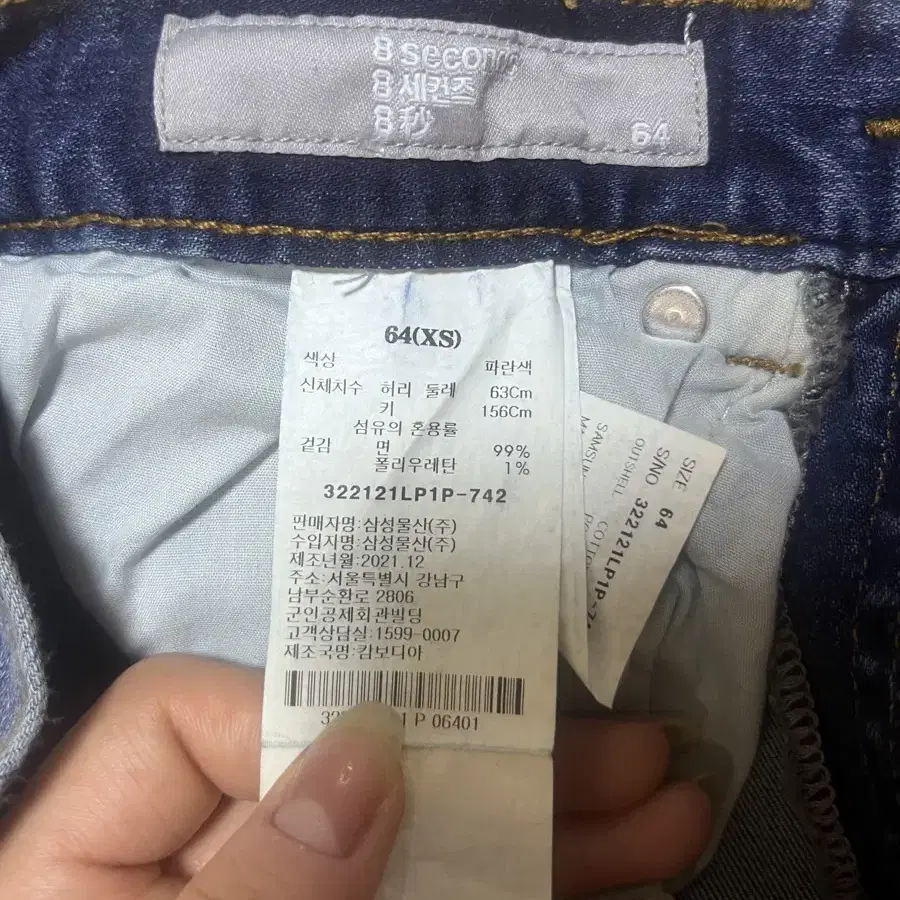 8 seconds
8 세컨즈
8 秒
64
64(XS)
색상 파란색
신체치수 허리 둘레 63Cm
키 156Cm
섬유의 혼용률
겉감 면 99%
폴리우레탄 1%
322121LP1P-742
판매자명:삼성물산(주)
수입자명:삼성물산(주)
제조년월:2021.12
주소:서울특별시 강남구
남부순환로 2806
군인공제회관빌딩
고객상담실:1599-0007
제조국명:캄보디아
1 P 06401
SIZE 64
S/NO 322121LP1P-7
OUTSHELL COTTO
SAMSU